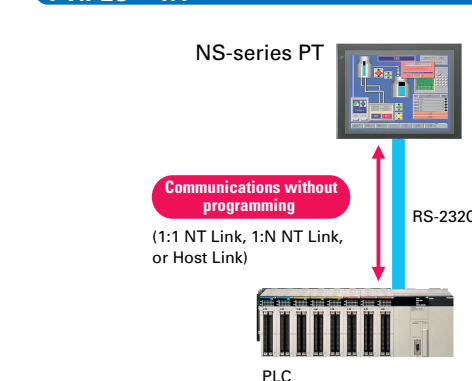 NS-series PT
Communications without
programming
(1:1 NT Link, 1:N NT Link,
or Host Link)
RS-232C
PLC